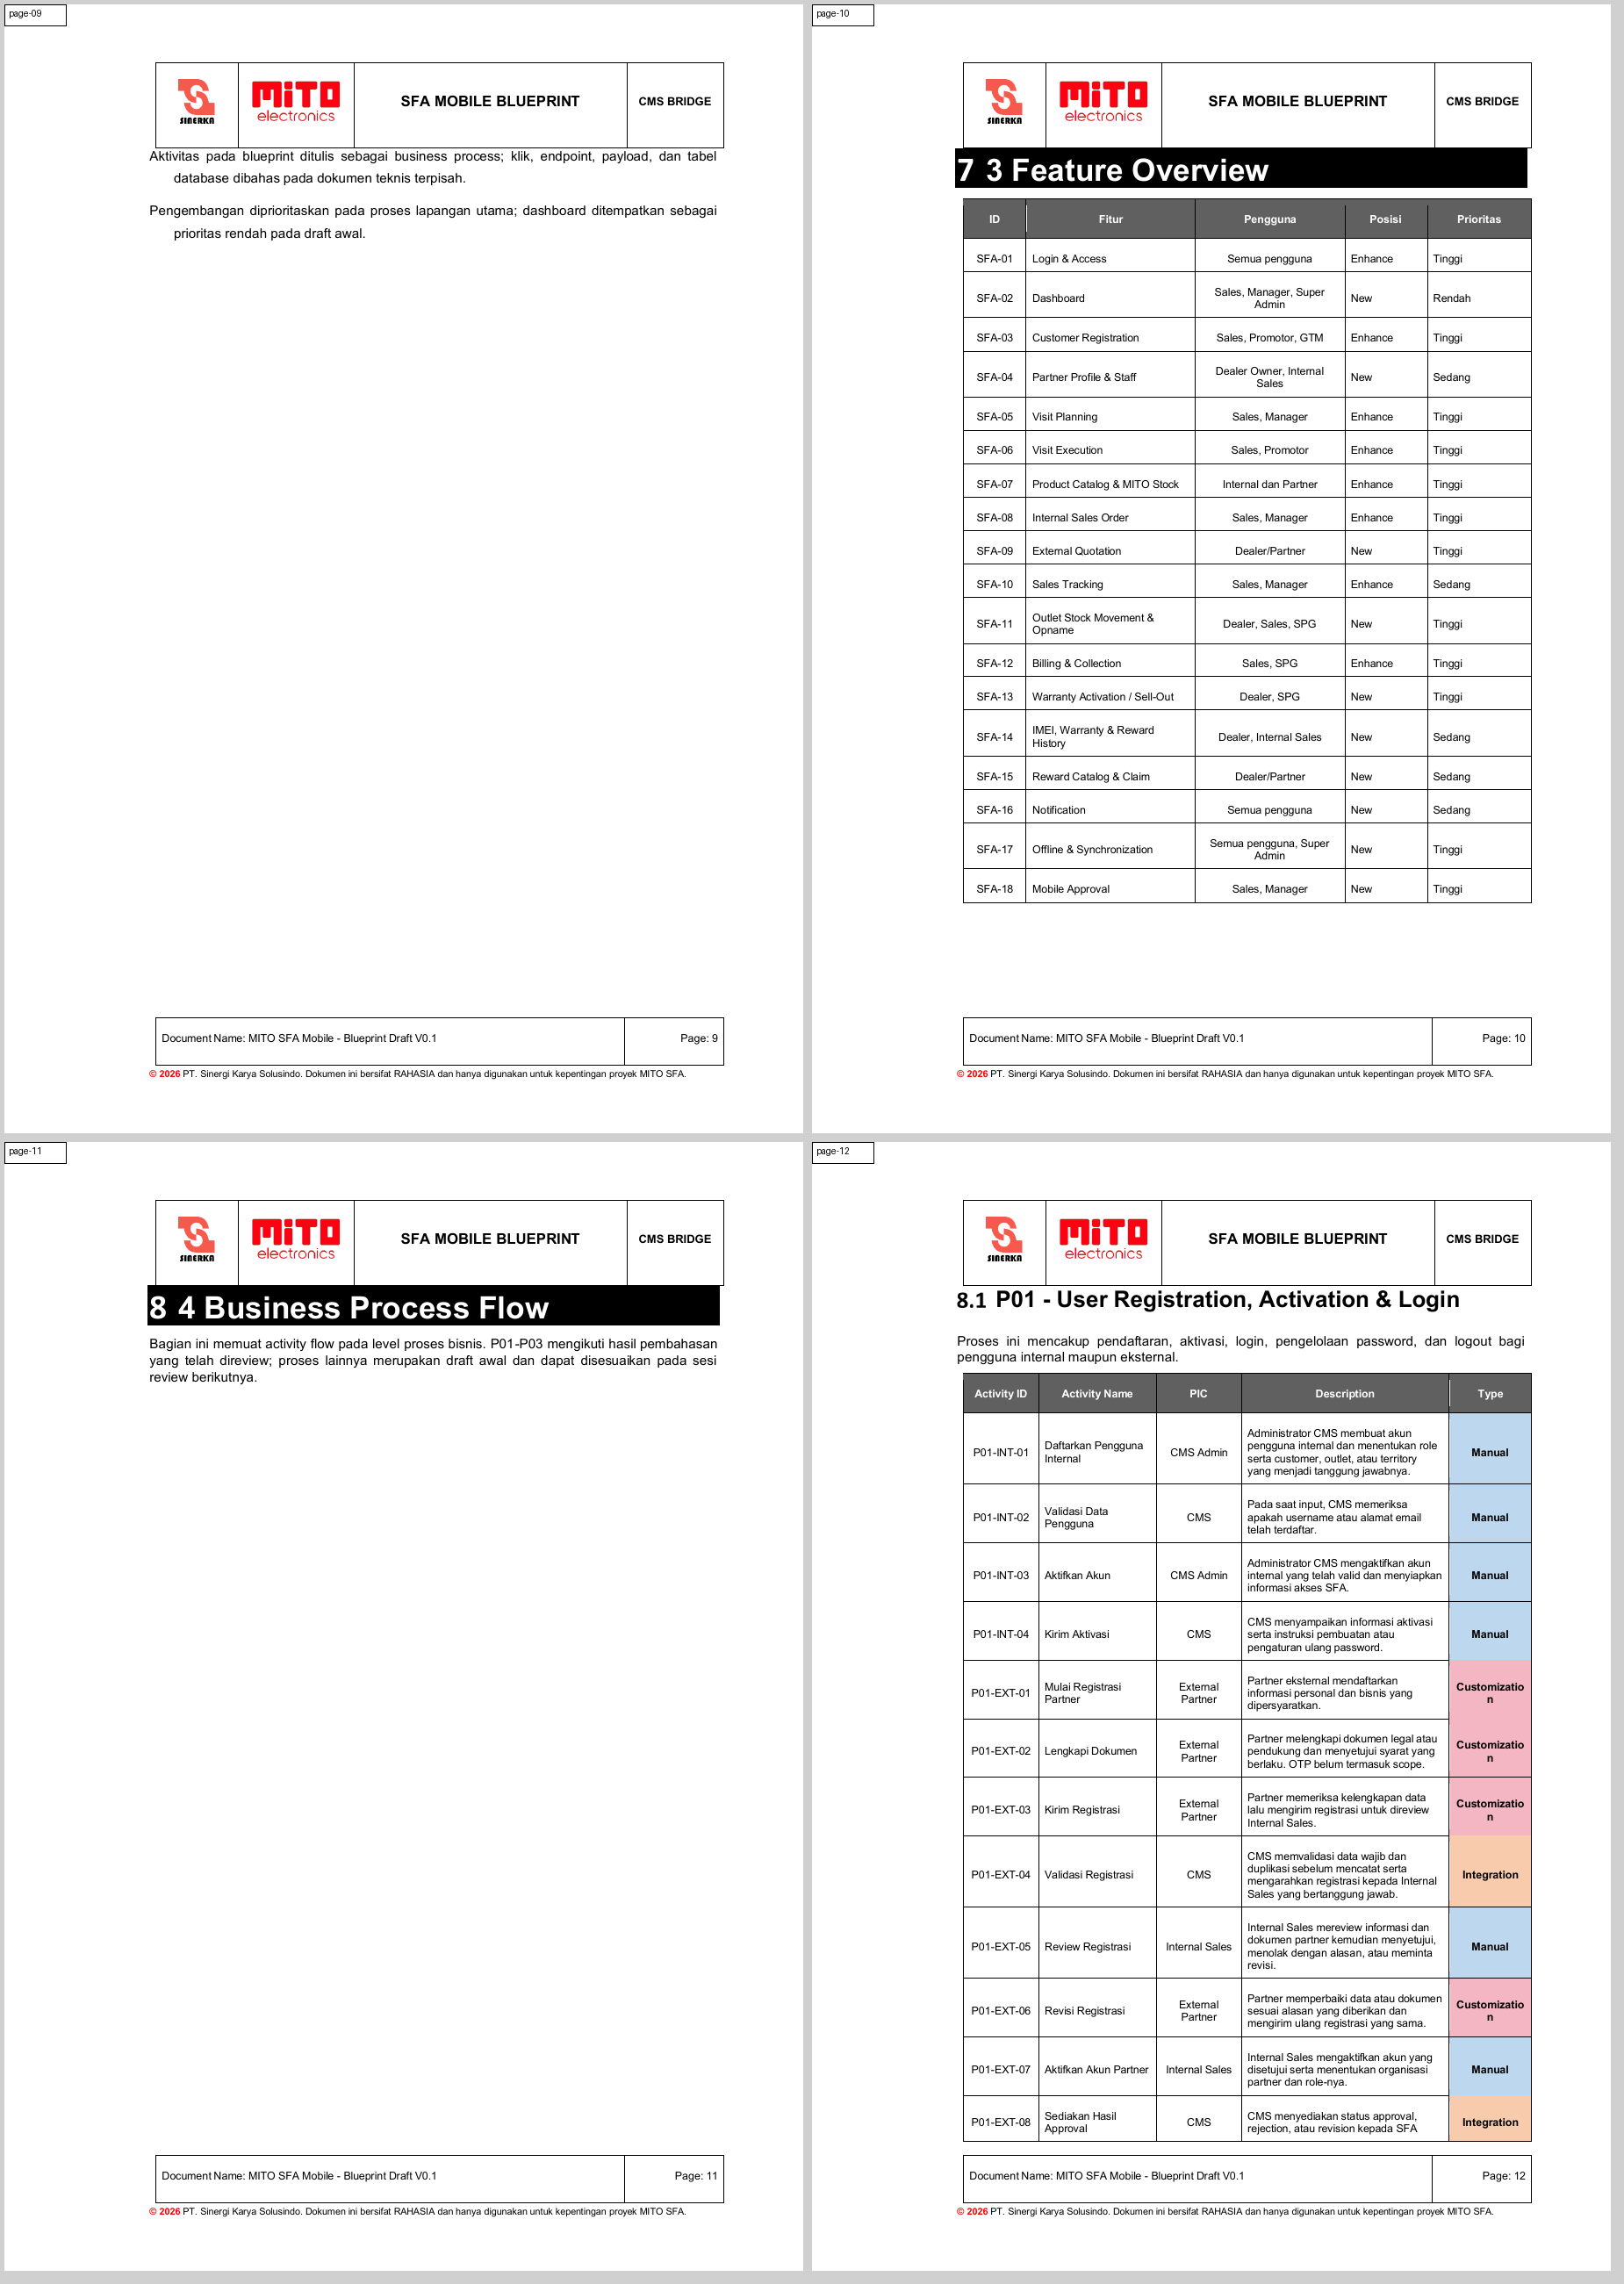 page-09
SINERKA
MiTO
electronics
SFA MOBILE BLUEPRINT
CMS BRIDGE
Aktivitas pada blueprint ditulis sebagai business process; klik, endpoint, payload, dan tabel
database dibahas pada dokumen teknis terpisah.
Pengembangan diprioritaskan pada proses lapangan utama; dashboard ditempatkan sebagai
prioritas rendah pada draft awal.
Document Name: MITO SFA Mobile - Blueprint Draft V0.1 Page: 9
© 2026 PT. Sinergi Karya Solusindo. Dokumen ini bersifat RAHASIA dan hanya digunakan untuk kepentingan proyek MITO SFA.
page-10
SINERKA
MiTO
electronics
SFA MOBILE BLUEPRINT
CMS BRIDGE
7 3 Feature Overview
ID Fitur Pengguna Posisi Prioritas
SFA-01 Login & Access Semua pengguna Enhance Tinggi
SFA-02 Dashboard Sales, Manager, Super
Admin New Rendah
SFA-03 Customer Registration Sales, Promotor, GTM Enhance Tinggi
SFA-04 Partner Profile & Staff Dealer Owner, Internal
Sales New Sedang
SFA-05 Visit Planning Sales, Manager Enhance Tinggi
SFA-06 Visit Execution Sales, Promotor Enhance Tinggi
SFA-07 Product Catalog & MITO Stock Internal dan Partner Enhance Tinggi
SFA-08 Internal Sales Order Sales, Manager Enhance Tinggi
SFA-09 External Quotation Dealer/Partner New Tinggi
SFA-10 Sales Tracking Sales, Manager Enhance Sedang
SFA-11 Outlet Stock Movement &
Opname Dealer, Sales, SPG New Tinggi
SFA-12 Billing & Collection Sales, SPG Enhance Tinggi
SFA-13 Warranty Activation / Sell-Out Dealer, SPG New Tinggi
SFA-14 IMEI, Warranty & Reward
History Dealer, Internal Sales New Sedang
SFA-15 Reward Catalog & Claim Dealer/Partner New Sedang
SFA-16 Notification Semua pengguna New Sedang
SFA-17 Offline & Synchronization Semua pengguna, Super
Admin New Tinggi
SFA-18 Mobile Approval Sales, Manager New Tinggi
Document Name: MITO SFA Mobile - Blueprint Draft V0.1 Page: 10
© 2026 PT. Sinergi Karya Solusindo. Dokumen ini bersifat RAHASIA dan hanya digunakan untuk kepentingan proyek MITO SFA.
page-11
SINERKA
MiTO
electronics
SFA MOBILE BLUEPRINT
CMS BRIDGE
8 4 Business Process Flow
Bagian ini memuat activity flow pada level proses bisnis. P01-P03 mengikuti hasil pembahasan
yang telah direview; proses lainnya merupakan draft awal dan dapat disesuaikan pada sesi
review berikutnya.
Document Name: MITO SFA Mobile - Blueprint Draft V0.1 Page: 11
© 2026 PT. Sinergi Karya Solusindo. Dokumen ini bersifat RAHASIA dan hanya digunakan untuk kepentingan proyek MITO SFA.
page-12
SINERKA
MiTO
electronics
SFA MOBILE BLUEPRINT
CMS BRIDGE
8.1 P01 - User Registration, Activation & Login
Proses ini mencakup pendaftaran, aktivasi, login, pengelolaan password, dan logout bagi
pengguna internal maupun eksternal.
Activity ID Activity Name PIC Description Type
P01-INT-01
Daftarkan Pengguna
Internal
CMS Admin
Administrator CMS membuat akun
pengguna internal dan menentukan role
serta customer, outlet, atau territory
yang menjadi tanggung jawabnya.
Manual
P01-INT-02
Validasi Data
Pengguna
CMS
Pada saat input, CMS memeriksa
apakah username atau alamat email
telah terdaftar.
Manual
P01-INT-03
Aktifkan Akun
CMS Admin
Administrator CMS mengaktifkan akun
internal yang telah valid dan menyiapkan
informasi akses SFA.
Manual
P01-INT-04
Kirim Aktivasi
CMS
CMS menyampaikan informasi aktivasi
serta instruksi pembuatan atau
pengaturan ulang password.
Manual
P01-EXT-01
Mulai Registrasi
Partner
External
Partner
Partner eksternal mendaftarkan
informasi personal dan bisnis yang
dipersyaratkan.
Customizatio
n
P01-EXT-02
Lengkapi Dokumen
External
Partner
Partner melengkapi dokumen legal atau
pendukung dan menyetujui syarat yang
berlaku. OTP belum termasuk scope.
Customizatio
n
P01-EXT-03
Kirim Registrasi
External
Partner
Partner memeriksa kelengkapan data
lalu mengirim registrasi untuk direview
Internal Sales.
Customizatio
n
P01-EXT-04
Validasi Registrasi
CMS
CMS memvalidasi data wajib dan
duplikasi sebelum mencatat serta
mengarahkan registrasi kepada Internal
Sales yang bertanggung jawab.
Integration
P01-EXT-05
Review Registrasi
Internal Sales
Internal Sales mereview informasi dan
dokumen partner kemudian menyetujui,
menolak dengan alasan, atau meminta
revisi.
Manual
P01-EXT-06
Revisi Registrasi
External
Partner
Partner memperbaiki data atau dokumen
sesuai alasan yang diberikan dan
mengirim ulang registrasi yang sama.
Customizatio
n
P01-EXT-07
Aktifkan Akun Partner
Internal Sales
Internal Sales mengaktifkan akun yang
disetujui serta menentukan organisasi
partner dan role-nya.
Manual
P01-EXT-08
Sediakan Hasil
Approval
CMS
CMS menyediakan status approval,
rejection, atau revision kepada SFA
Integration
Document Name: MITO SFA Mobile - Blueprint Draft V0.1 Page: 12
© 2026 PT. Sinergi Karya Solusindo. Dokumen ini bersifat RAHASIA dan hanya digunakan untuk kepentingan proyek MITO SFA.